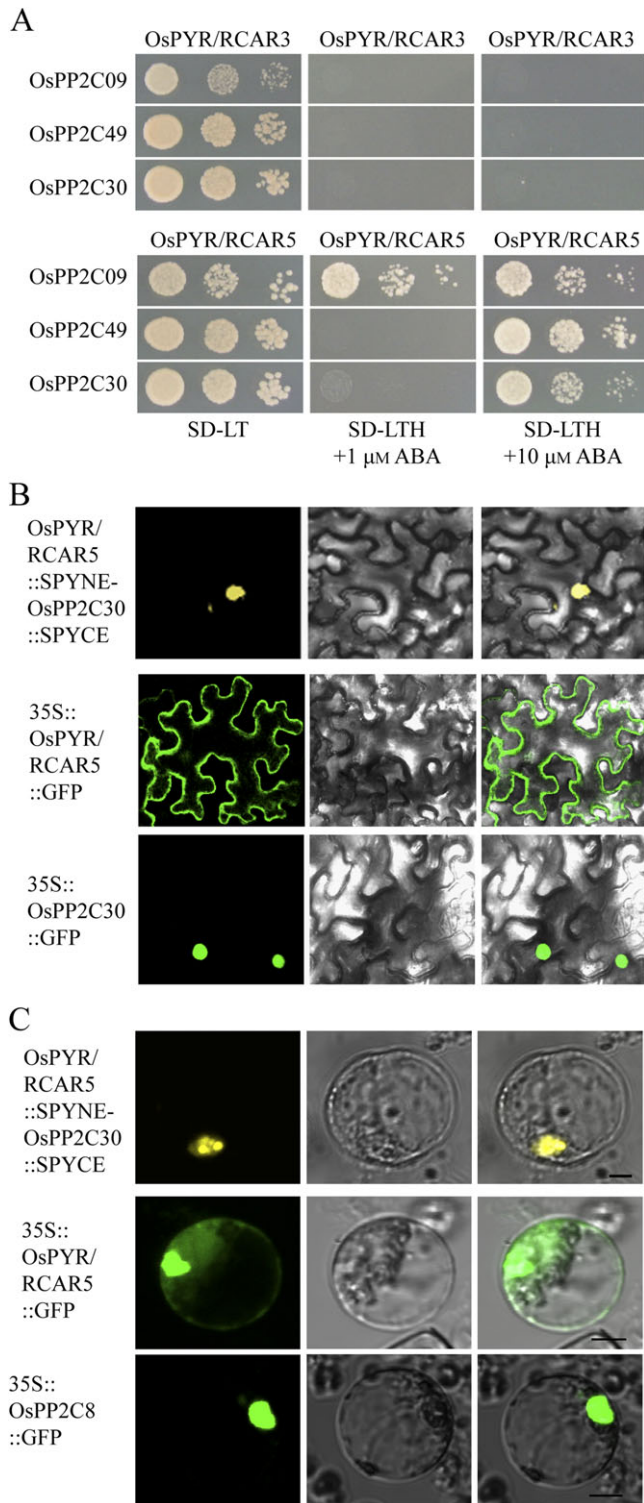 A
OsPYR/RCAR3 OsPYR/RCAR3 OsPYR/RCAR3
OsPP2C09
OsPP2C49
OsPP2C30
OsPYR/RCAR5 OsPYR/RCAR5 OsPYR/RCAR5
OsPP2C09
OsPP2C49
OsPP2C30
SD-LT SD-LTH SD-LTH
+1 μM ABA +10 μM ABA
B
OsPYR/
RCAR5
::SPYNE-
OsPP2C30
::SPYCE
35S::
OsPYR/
RCAR5
::GFP
35S::
OsPP2C30
::GFP
C
OsPYR/
RCAR5
::SPYNE-
OsPP2C30
::SPYCE
35S::
OsPYR/
RCAR5
::GFP
35S::
OsPP2C8
::GFP